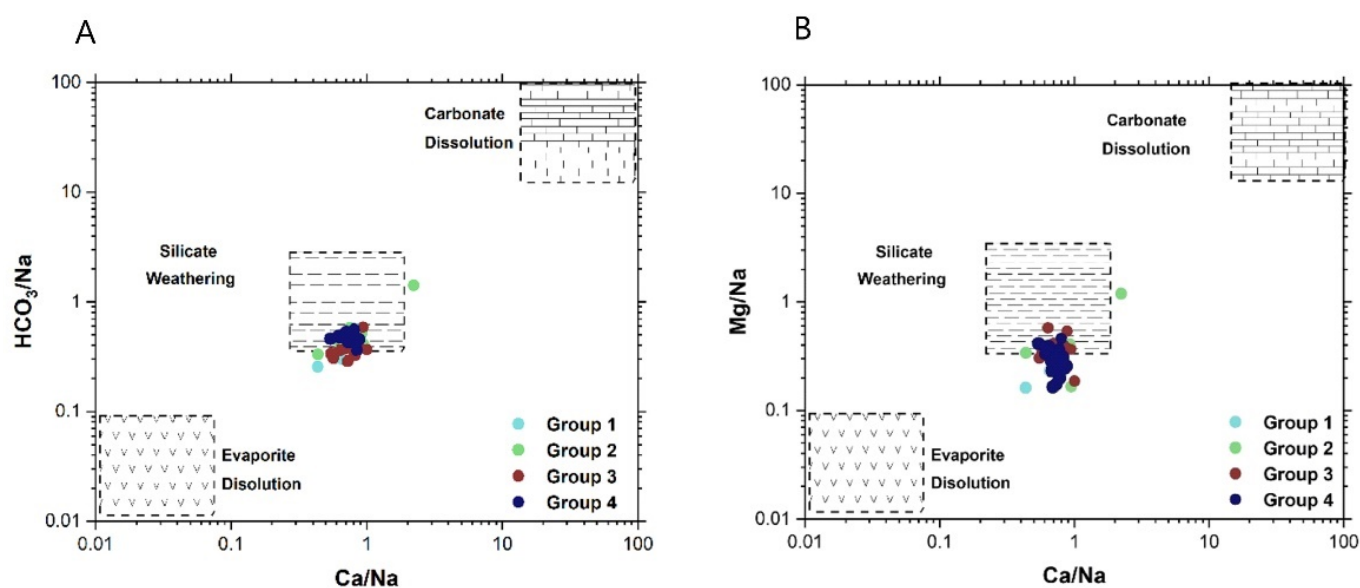 A
HCO3/Na
100
10
1
0.1
0.01
Carbonate
Dissolution
Silicate
Weathering
Evaporite
Disolution
Group 1
Group 2
Group 3
Group 4
0.01
0.1
1
10
100
Ca/Na
B
Mg/Na
100
10
1
0.1
0.01
Carbonate
Dissolution
Silicate
Weathering
Evaporite
Disolution
Group 1
Group 2
Group 3
Group 4
0.01
0.1
1
10
100
Ca/Na